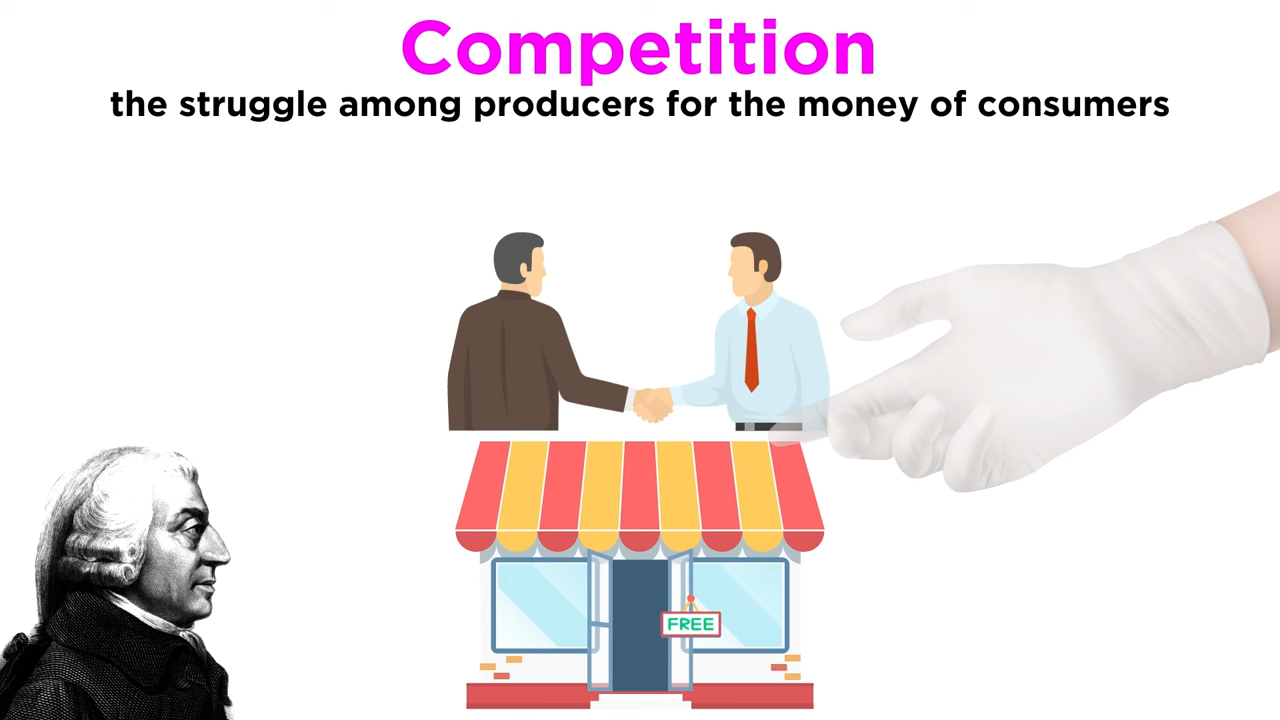 Competition
the struggle among producers for the money of consumers
FREE